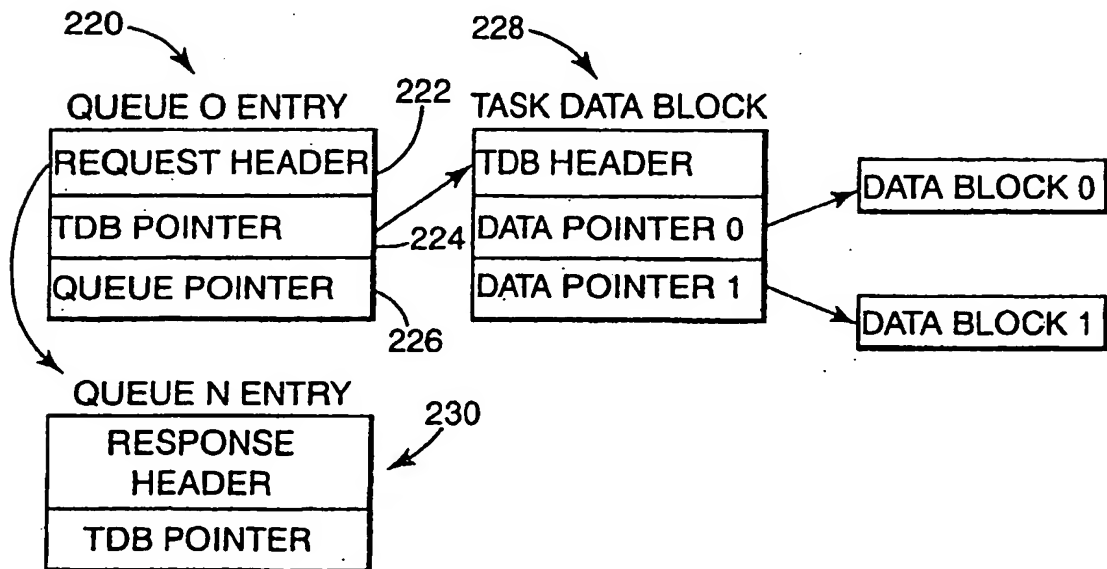 220
228
QUEUE O ENTRY
222
TASK DATA BLOCK
REQUEST HEADER
TDB HEADER
DATA BLOCK 0
TDB POINTER
224
DATA POINTER 0
QUEUE POINTER
226
DATA POINTER 1
DATA BLOCK 1
QUEUE N ENTRY
230
RESPONSE
HEADER
TDB POINTER